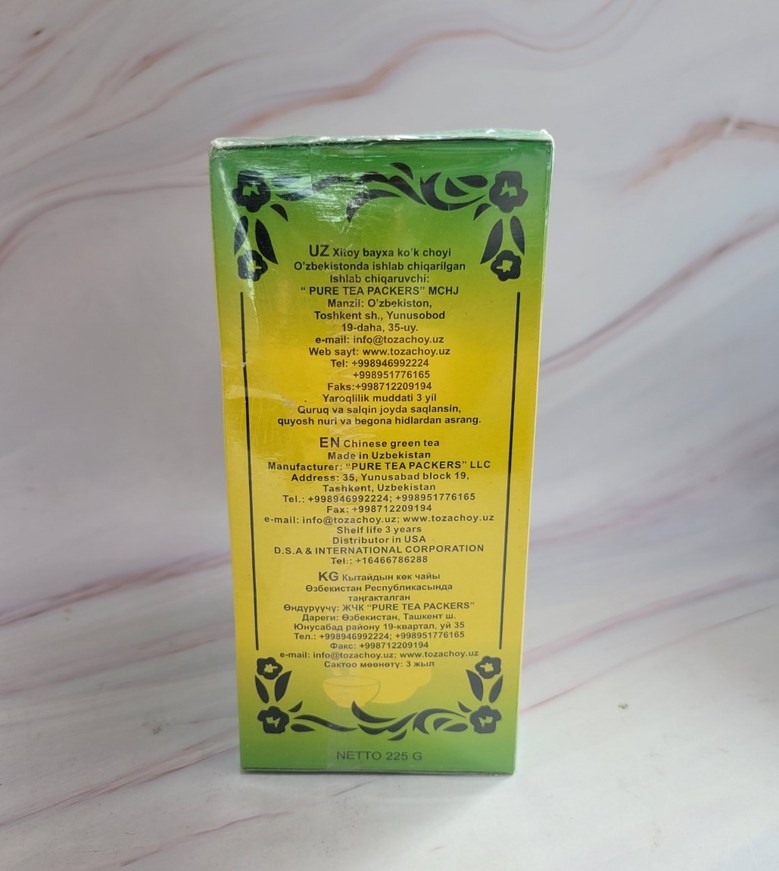 UZ Xitoy bayxa ko'k choyi
O'zbekistonda ishlab chiqarilgan
ishlab chiqaruvchi:
“ PURE TEA PACKERS” MCHJ
Manzil: O'zbekiston,
Toshkent sh., Yunusobod
19-daha, 35-uy.
e-mail: info@tozachoy.uz
Web sayt: www.tozachoy.uz
Tel: +998946992224
+998951776165
Faks:+998712209194
Yaroqlilik muddati 3 yil
Quruq va salqin joyda saqlansin,
quyosh nuri va begona hidlardan asrang.
EN Chinese green tea
Made in Uzbekistan
Manufacturer: “PURE TEA PACKERS” LLC
Address: 35, Yunusabad block 19,
Tashkent, Uzbekistan
Tel.: +998946992224; +998951776165
Fax: +998712209194
e-mail: info@tozachoy.uz; www.tozachoy.uz
Shelf life 3 years
Distributor in USA
D.S.A & INTERNATIONAL CORPORATION
Tel.: +16466786288
KG Кытайдын көк чайы
Өзбекистан Республикасында
таңгакталган
Өндүрүүчү: ЖЧК “PURE TEA PACKERS”
Дареги: Өзбекистан, Ташкент ш.
Юнусабад району 19-квартал, уй 35
Тел.: +998946992224; +998951776165
Факс: +998712209194
e-mail: info@tozachoy.uz; www.tozachoy.uz
Сактоо мөөнөтү: 3 жыл
NETTO 225 G